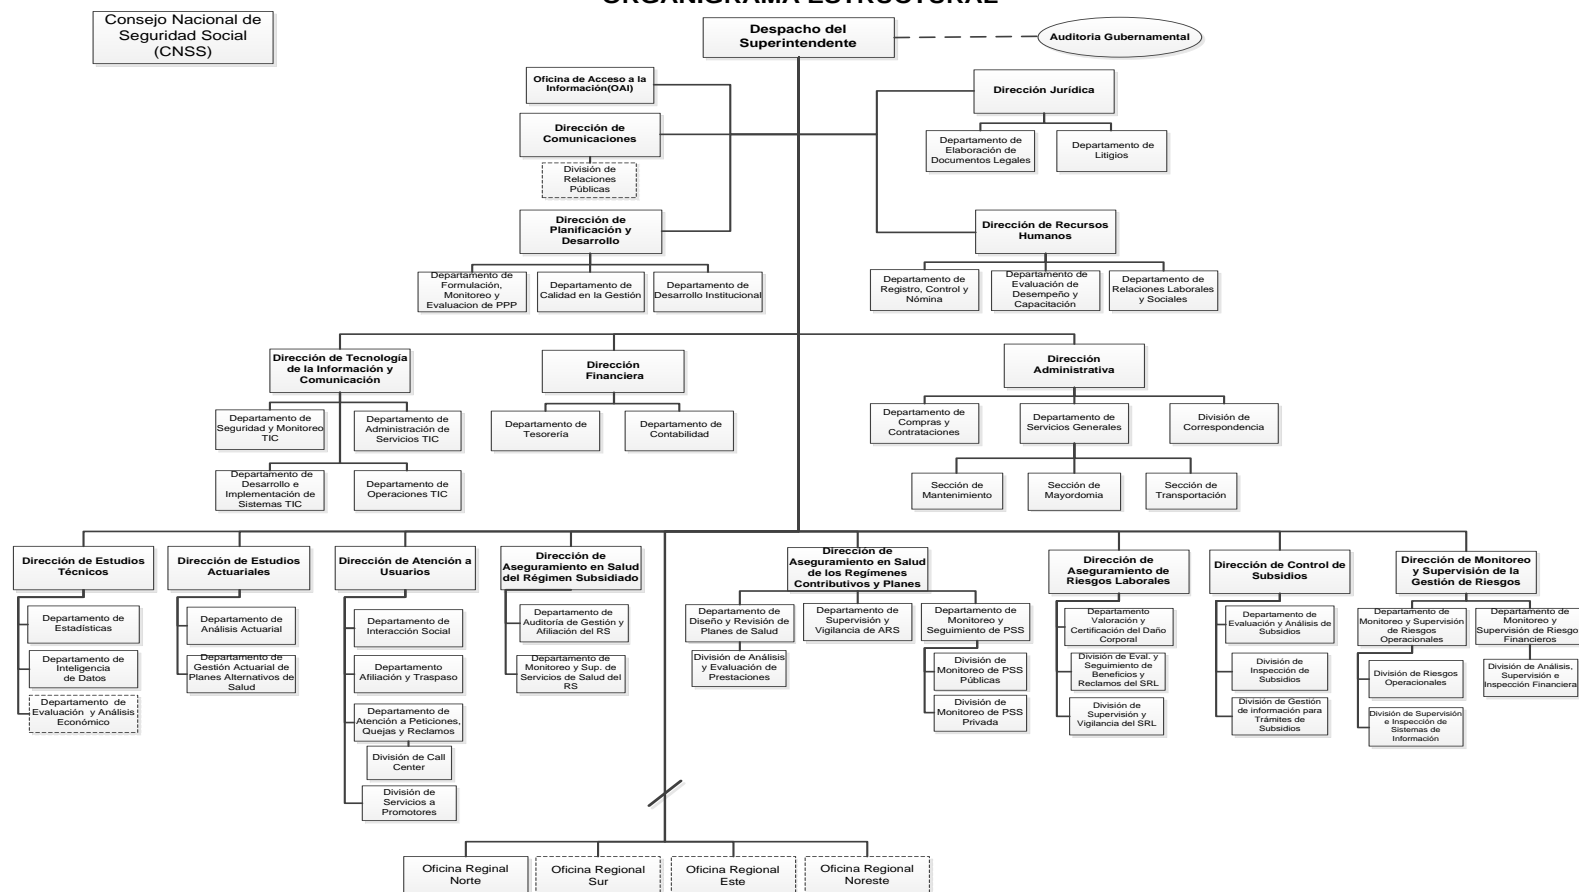 ORGANIGRAMA ESTRUCTURAL
Consejo Nacional de
Seguridad Social
(CNSS)
Despacho del
Superintendente
Auditoria Gubernamental
Oficina de Acceso a la
Información(OAI)
Dirección Jurídica
Dirección de
Comunicaciones
Departamento de
Elaboración de
Documentos Legales
Departamento de
Litigios
División de
Relaciones
Públicas
Dirección de
Planificación y
Desarrollo
Dirección de Recursos
Humanos
Departamento de
Formulación,
Monitoreo y
Evaluacion de PPP
Departamento de
Calidad en la Gestión
Departamento de
Desarrollo Institucional
Departamento de
Registro, Control y
Nómina
Departamento de
Evaluación de
Desempeño y
Capacitación
Departamento de
Relaciones Laborales
y Sociales
Dirección de Tecnología
de la Información y
Comunicación
Dirección
Financiera
Dirección
Administrativa
Departamento de
Seguridad y Monitoreo
TIC
Departamento de
Administración de
Servicios TIC
Departamento de
Tesorería
Departamento de
Contabilidad
Departamento de
Compras y
Contrataciones
Departamento de
Servicios Generales
División de
Correspondencia
Departamento de
Desarrollo e
Implementación de
Sistemas TIC
Departamento de
Operaciones TIC
Sección de
Mantenimiento
Sección de
Mayordomia
Sección de
Transportación
Dirección de Estudios
Técnicos
Dirección de Estudios
Actuariales
Dirección de Atención a
Usuarios
Dirección de
Aseguramiento en Salud
del Régimen Subsidiado
Dirección de
Aseguramiento en Salud
de los Regímenes
Contributivos y Planes
Dirección de
Aseguramiento de
Riesgos Laborales
Dirección de Control de
Subsidios
Dirección de Monitoreo
y Supervisión de la
Gestión de Riesgos
Departamento de
Estadísticas
Departamento de
Inteligencia
de Datos
Departamento  de
Evaluación  y Análisis
Económico
Departamento de
Análisis Actuarial
Departamento de
Gestión Actuarial de
Planes Alternativos de
Salud
Departamento de
Interacción Social
Departamento
Afiliación y Traspaso
Departamento de
Atención a Peticiones,
Quejas y Reclamos
División de Call
Center
División de
Servicios a
Promotores
Departamento de
Auditoría de Gestión y
Afiliación del RS
Departamento de
Monitoreo y Sup. de
Servicios de Salud del
RS
Departamento de
Diseño y Revisión de
Planes de Salud
División de Análisis
y Evaluación de
Prestaciones
Departamento de
Supervisión y
Vigilancia de ARS
Departamento de
Monitoreo y
Seguimiento de PSS
División de
Monitoreo de PSS
Públicas
División de
Monitoreo de PSS
Privada
Departamento
Valoración y
Certificación del Daño
Corporal
División de Eval. y
Seguimiento de
Beneficios y
Reclamos del SRL
División de
Supervisión y
Vigilancia del SRL
Departamento de
Evaluación y Análisis de
Subsidios
División de
Inspección de
Subsidios
División de Gestión
de información para
Trámites de
Subsidios
Departamento de
Monitoreo y Supervisión
de Riesgos
Operacionales
División de Riesgos
Operacionales
División de Supervisión
e Inspección de
Sistemas de
Información
Departamento de
Monitoreo y
Supervisión de Riesgo
Financieros
División de Análisis,
Supervisión e
Inspección Financiera
Oficina Reginal
Norte
Oficina Regional
Sur
Oficina Regional
Este
Oficina Regional
Noreste